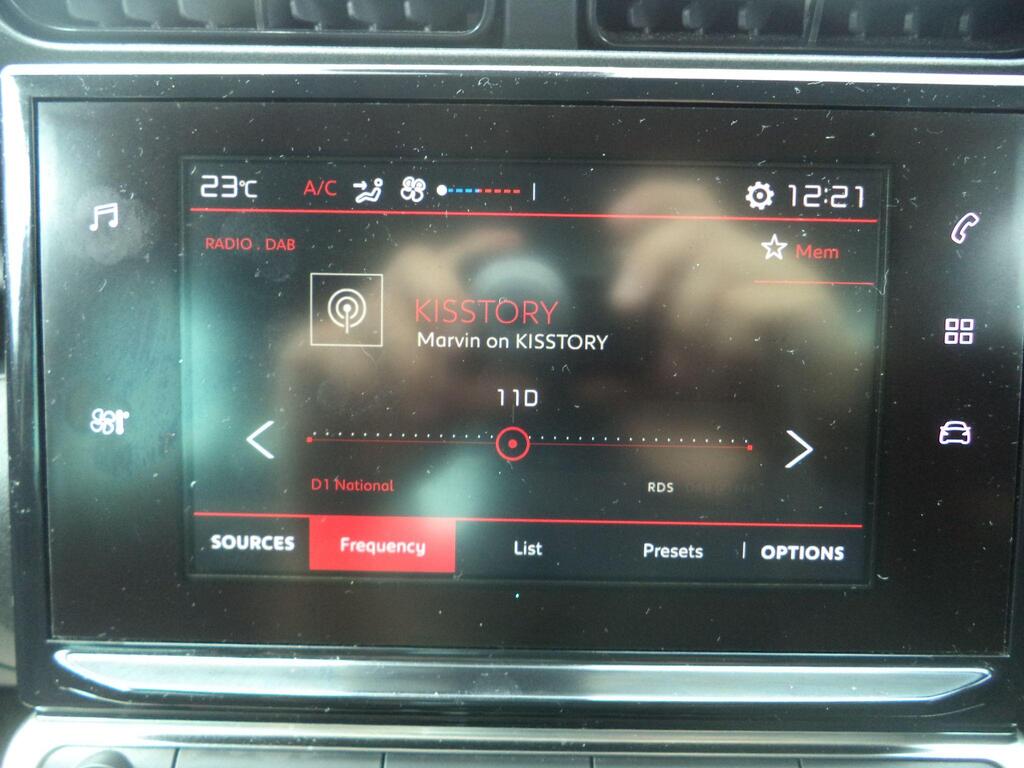 23°C A/C 12:21
RADIO . DAB
Mem
KISSTORY
Marvin on KISSTORY
11D
D1 National RDS
SOURCES Frequency List Presets OPTIONS